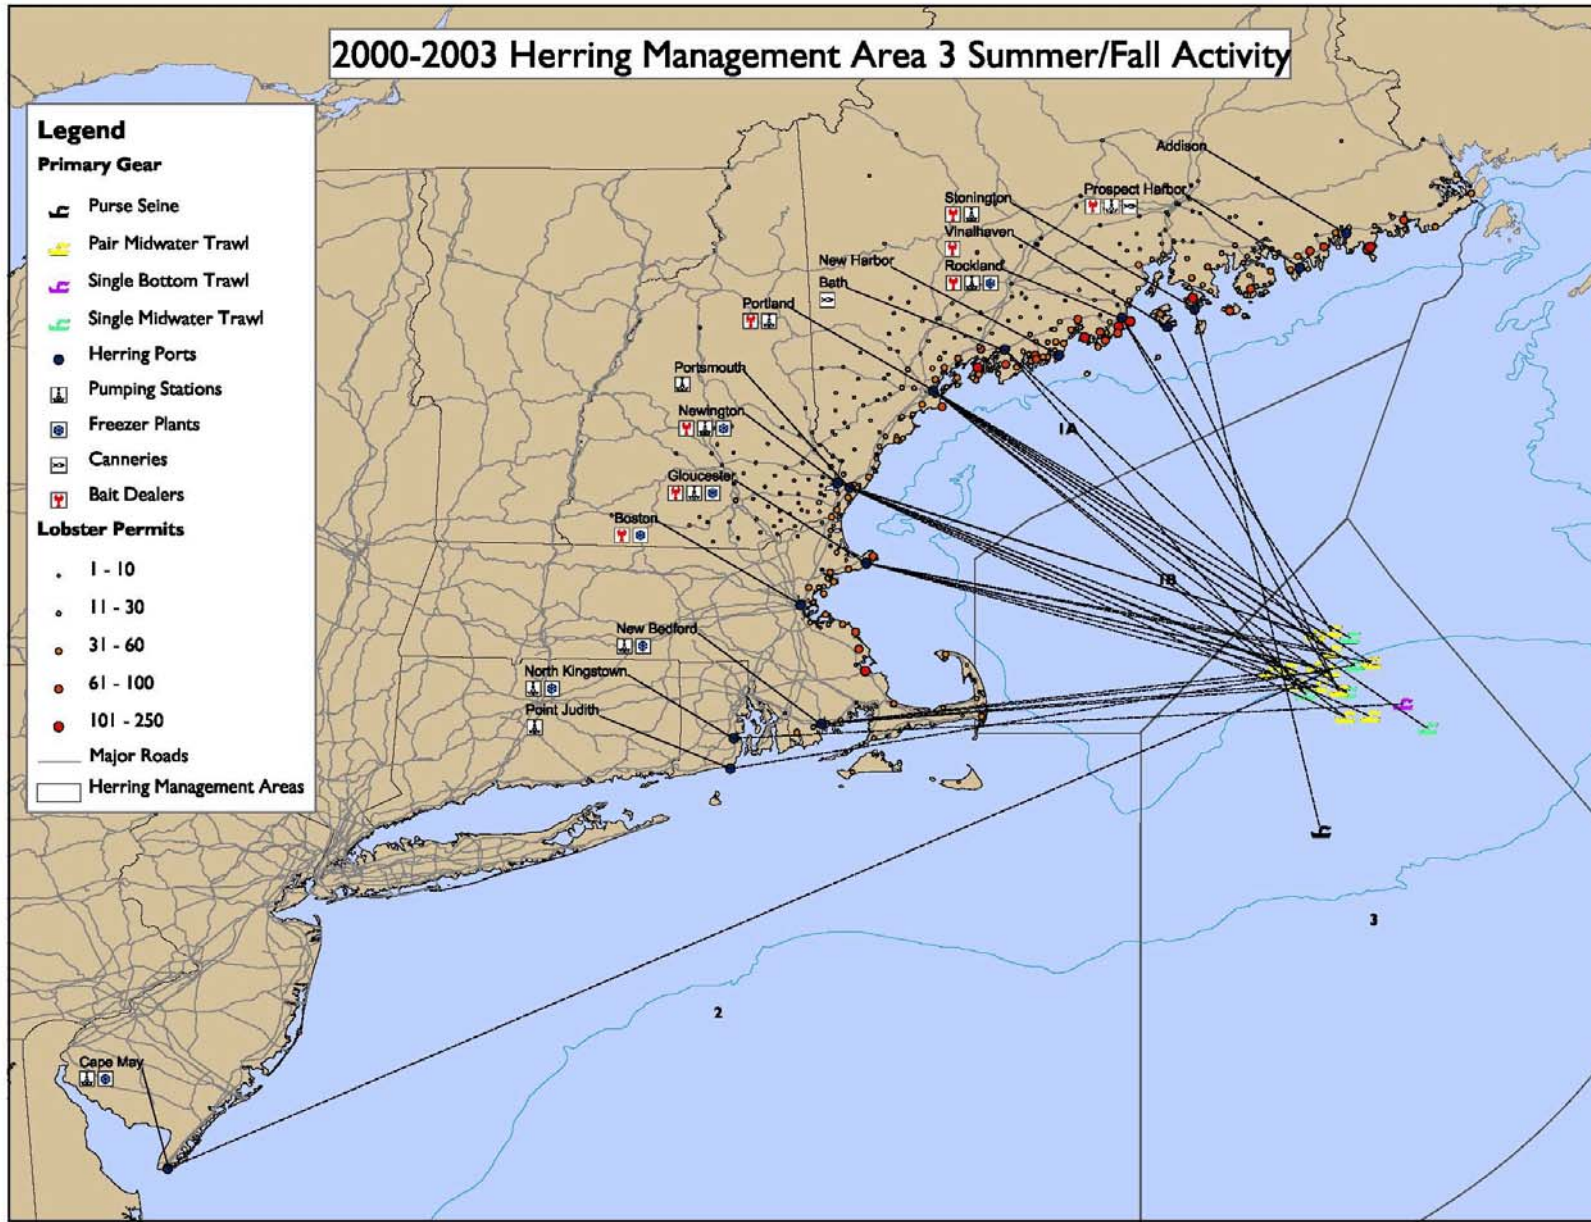 2000-2003 Herring Management Area 3 Summer/Fall Activity
Legend
Primary Gear
Purse Seine
Pair Midwater Trawl
Single Bottom Trawl
Single Midwater Trawl
Herring Ports
Pumping Stations
Freezer Plants
Canneries
Bait Dealers
Lobster Permits
1 - 10
11 - 30
31 - 60
61 - 100
101 - 250
Major Roads
Herring Management Areas
Addison
Prospect Harbor
Stonington
Vinalhaven
Rockland
New Harbor
Bath
Portland
Portsmouth
Newington
Gloucester
Boston
New Bedford
North Kingstown
Point Judith
Cape May
1A
1B
3
2